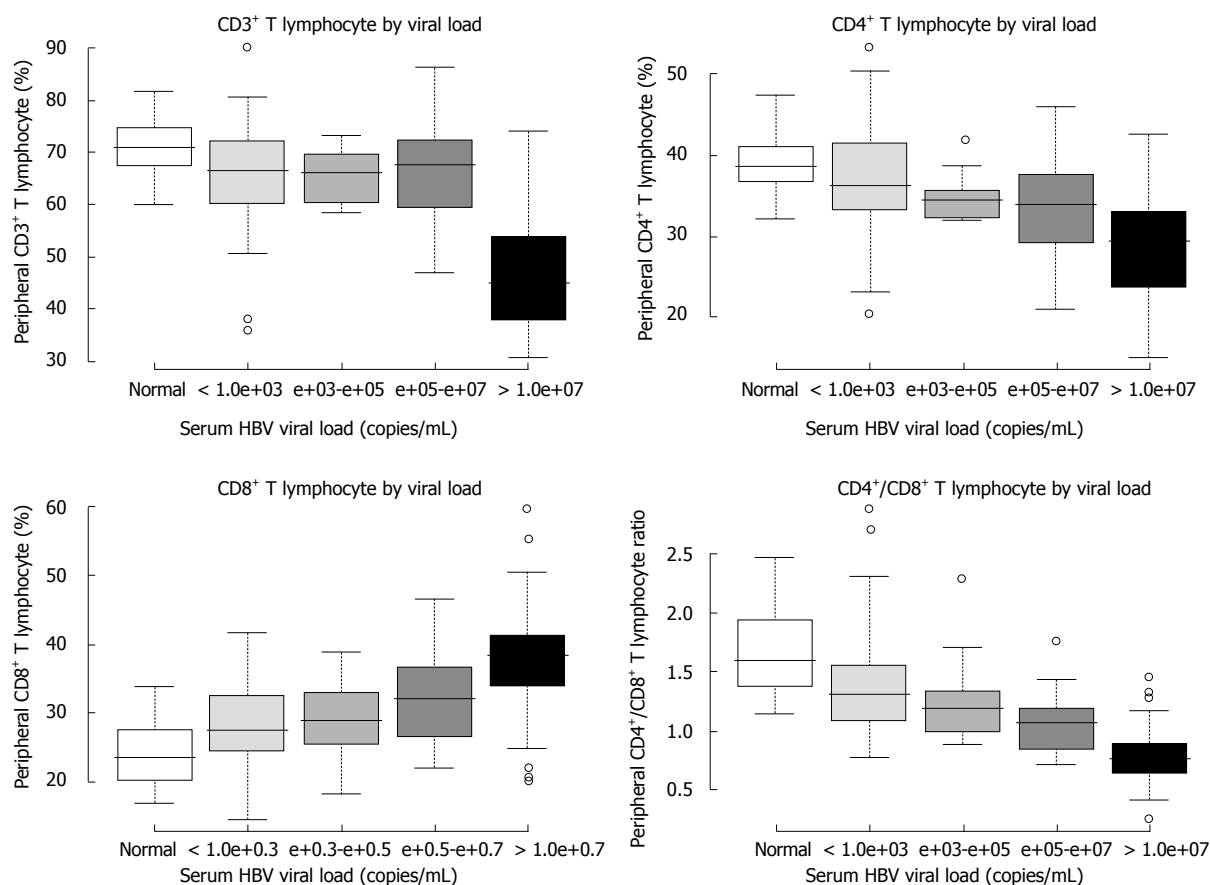 CD3⁺ T lymphocyte by viral load
Peripheral CD3⁺ T lymphocyte (%)
90
80
70
60
50
40
30
Normal < 1.0e+03 e+03-e+05 e+05-e+07 > 1.0e+07
Serum HBV viral load (copies/mL)
CD4⁺ T lymphocyte by viral load
Peripheral CD4⁺ T lymphocyte (%)
50
40
30
20
Normal < 1.0e+03 e+03-e+05 e+05-e+07 > 1.0e+07
Serum HBV viral load (copies/mL)
CD8⁺ T lymphocyte by viral load
Peripheral CD8⁺ T lymphocyte (%)
60
50
40
30
20
Normal < 1.0e+0.3 e+0.3-e+0.5 e+0.5-e+0.7 > 1.0e+0.7
Serum HBV viral load (copies/mL)
CD4⁺/CD8⁺ T lymphocyte by viral load
Peripheral CD4⁺/CD8⁺ T lymphocyte ratio
2.5
2.0
1.5
1.0
0.5
Normal < 1.0e+03 e+03-e+05 e+05-e+07 > 1.0e+07
Serum HBV viral load (copies/mL)